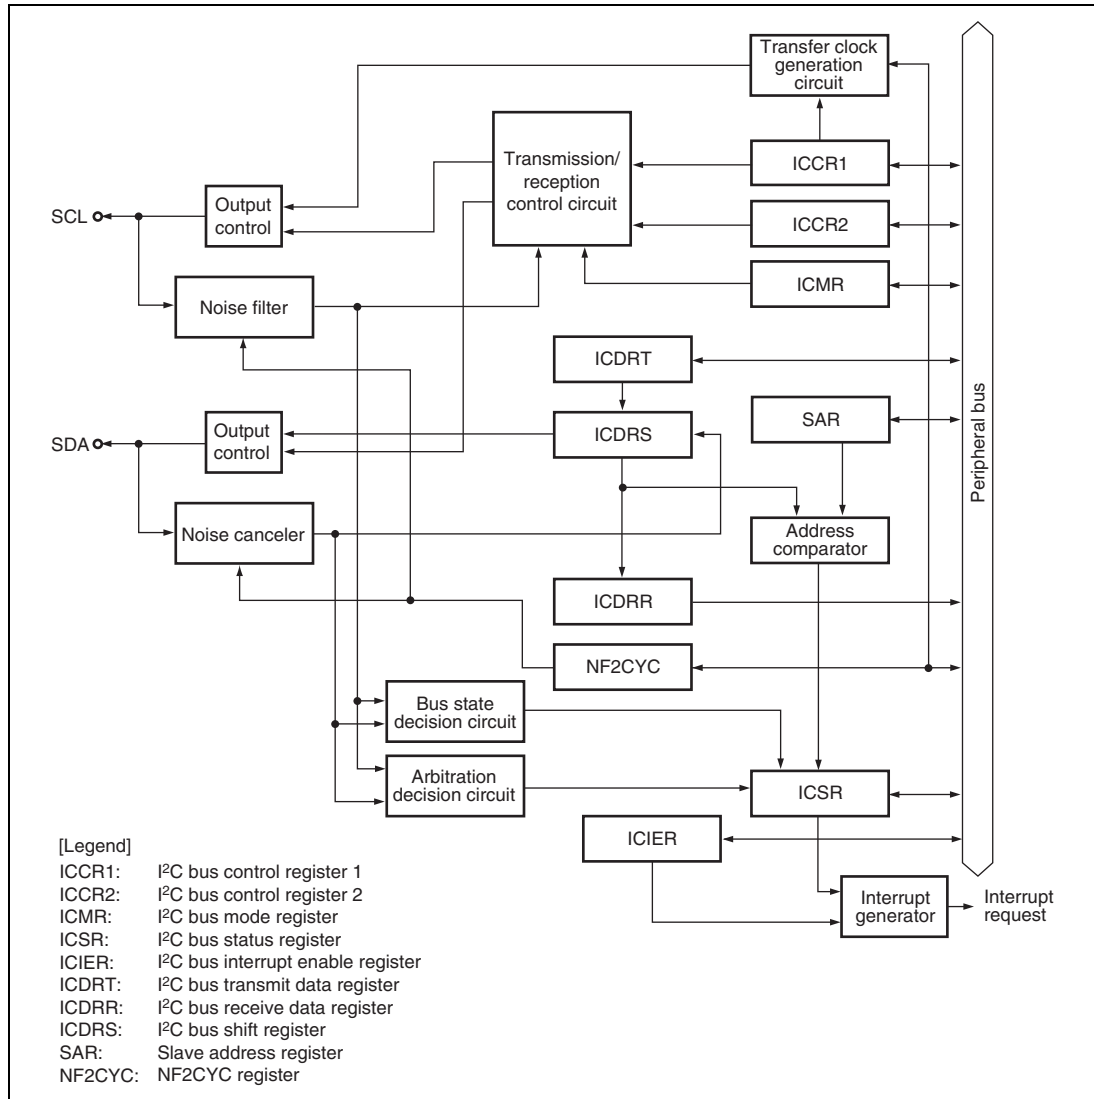 Transfer clock
generation
circuit
Transmission/
reception
control circuit
ICCR1
SCL
Output
control
ICCR2
ICMR
Noise filter
ICDRT
SAR
Peripheral bus
SDA
Output
control
ICDRS
Noise canceler
Address
comparator
ICDRR
NF2CYC
Bus state
decision circuit
Arbitration
decision circuit
ICSR
ICIER
Interrupt
generator
Interrupt
request
[Legend]
ICCR1: I²C bus control register 1
ICCR2: I²C bus control register 2
ICMR: I²C bus mode register
ICSR: I²C bus status register
ICIER: I²C bus interrupt enable register
ICDRT: I²C bus transmit data register
ICDRR: I²C bus receive data register
ICDRS: I²C bus shift register
SAR: Slave address register
NF2CYC: NF2CYC register